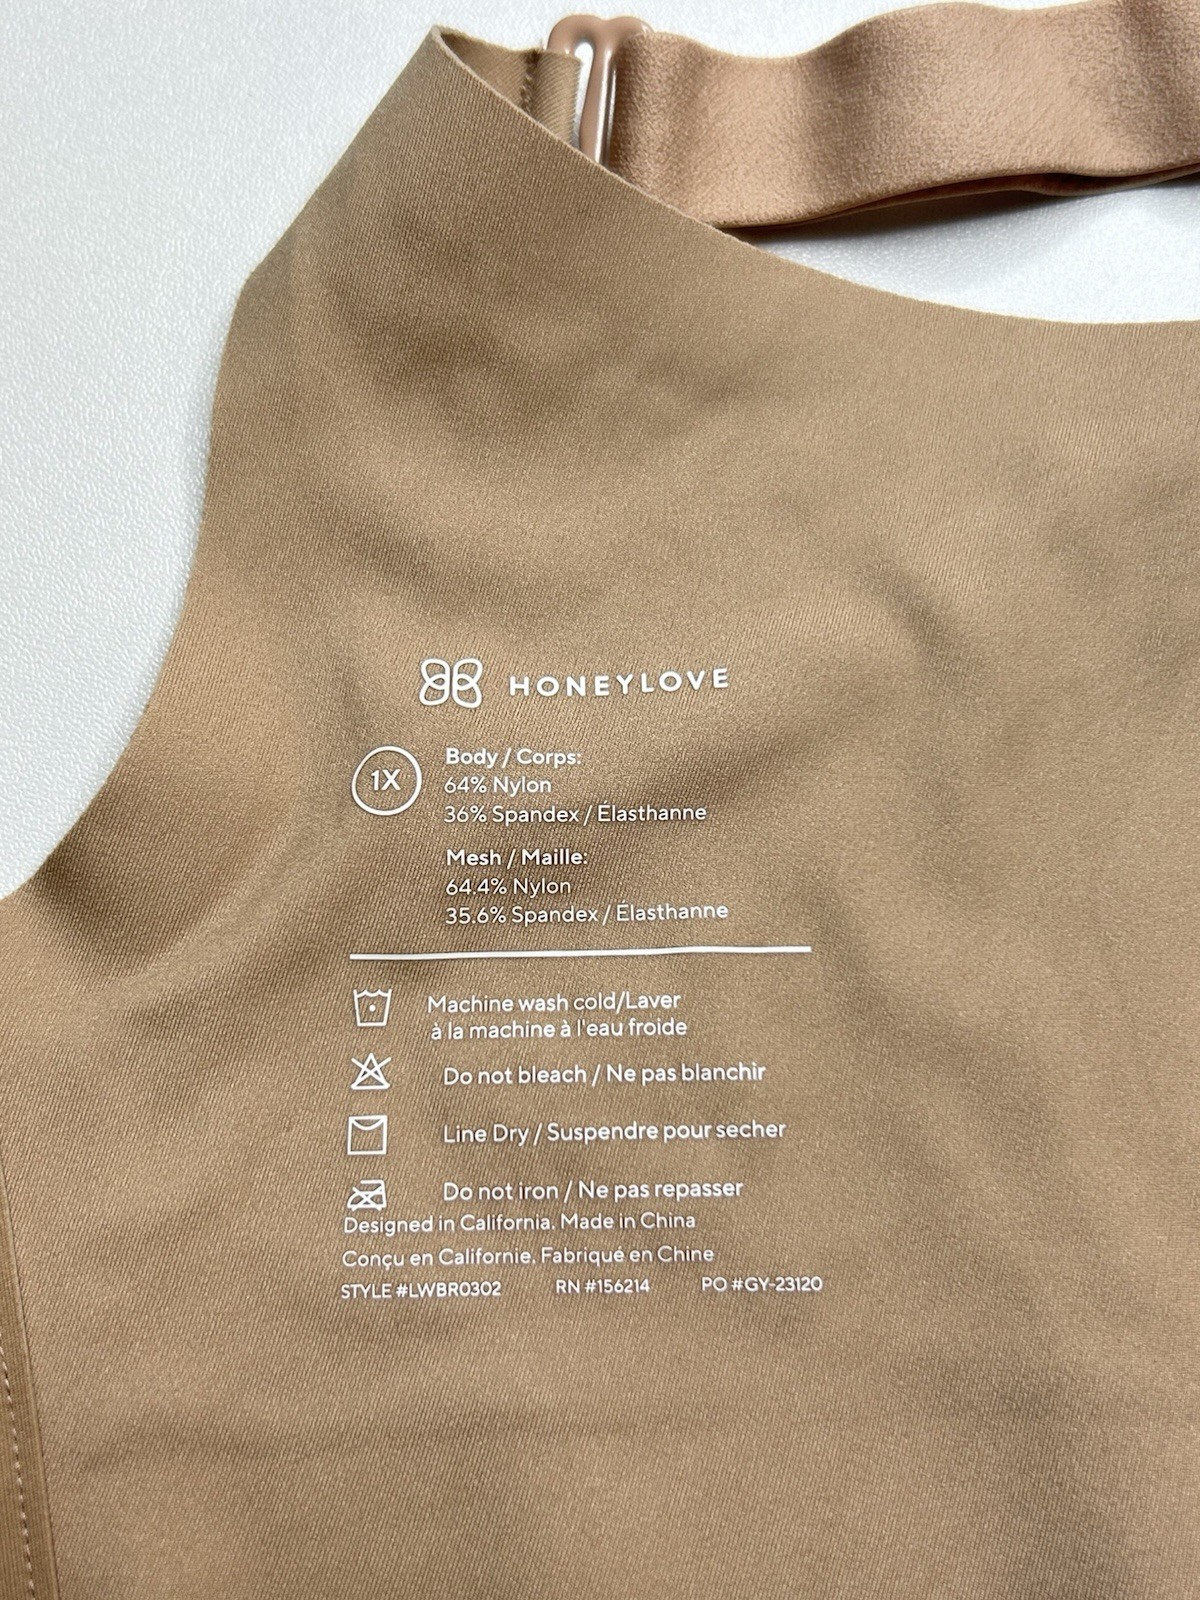 HONEYLOVE
1X
Body / Corps:
64% Nylon
36% Spandex / Élasthanne
Mesh / Maille:
64.4% Nylon
35.6% Spandex / Élasthanne
Machine wash cold/Laver
à la machine à l'eau froide
Do not bleach / Ne pas blanchir
Line Dry / Suspendre pour secher
Do not iron / Ne pas repasser
Designed in California. Made in China
Conçu en Californie. Fabriqué en Chine
STYLE #LWBR0302 RN #156214 PO #GY-23120